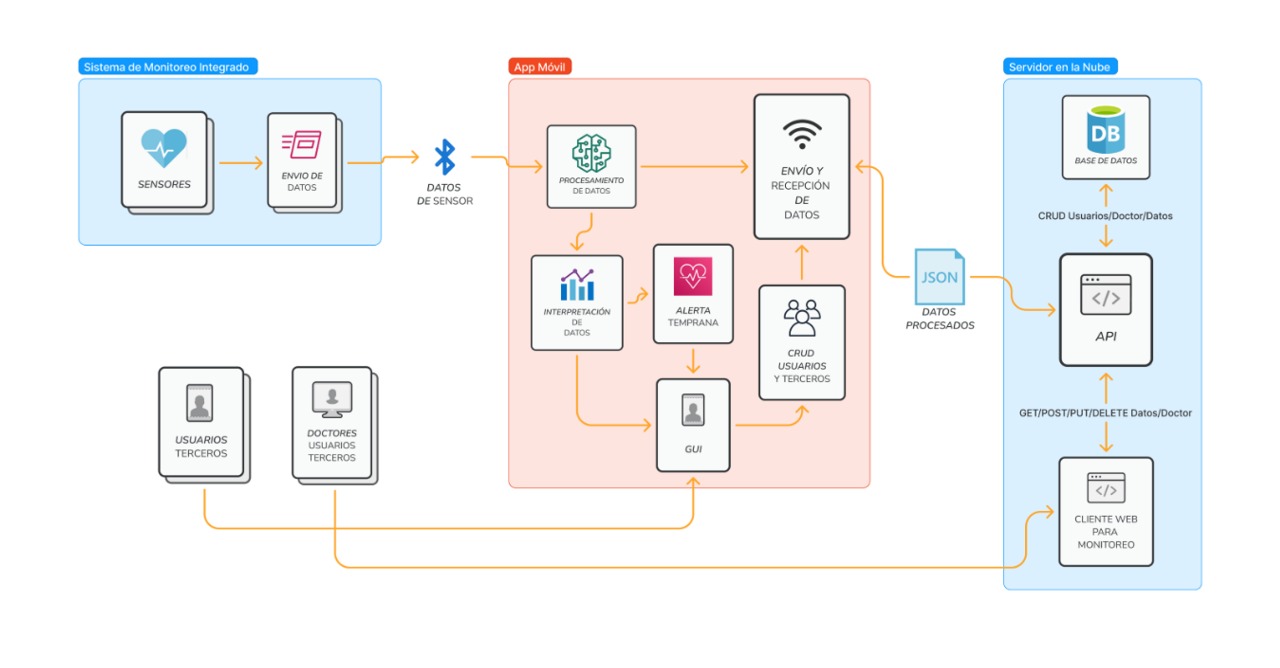 Sistema de Monitoreo Integrado
SENSORES
ENVIO DE
DATOS
DATOS
DE SENSOR
App Móvil
PROCESAMIENTO
DE DATOS
ENVÍO Y
RECEPCIÓN
DE
DATOS
INTERPRETACIÓN
DE
DATOS
ALERTA
TEMPRANA
CRUD
USUARIOS
Y TERCEROS
GUI
JSON
DATOS
PROCESADOS
Servidor en la Nube
DB
BASE DE DATOS
CRUD Usuarios/Doctor/Datos
</>
API
GET/POST/PUT/DELETE Datos/Doctor
</>
CLIENTE WEB
PARA
MONITOREO
USUARIOS
TERCEROS
DOCTORES
USUARIOS
TERCEROS